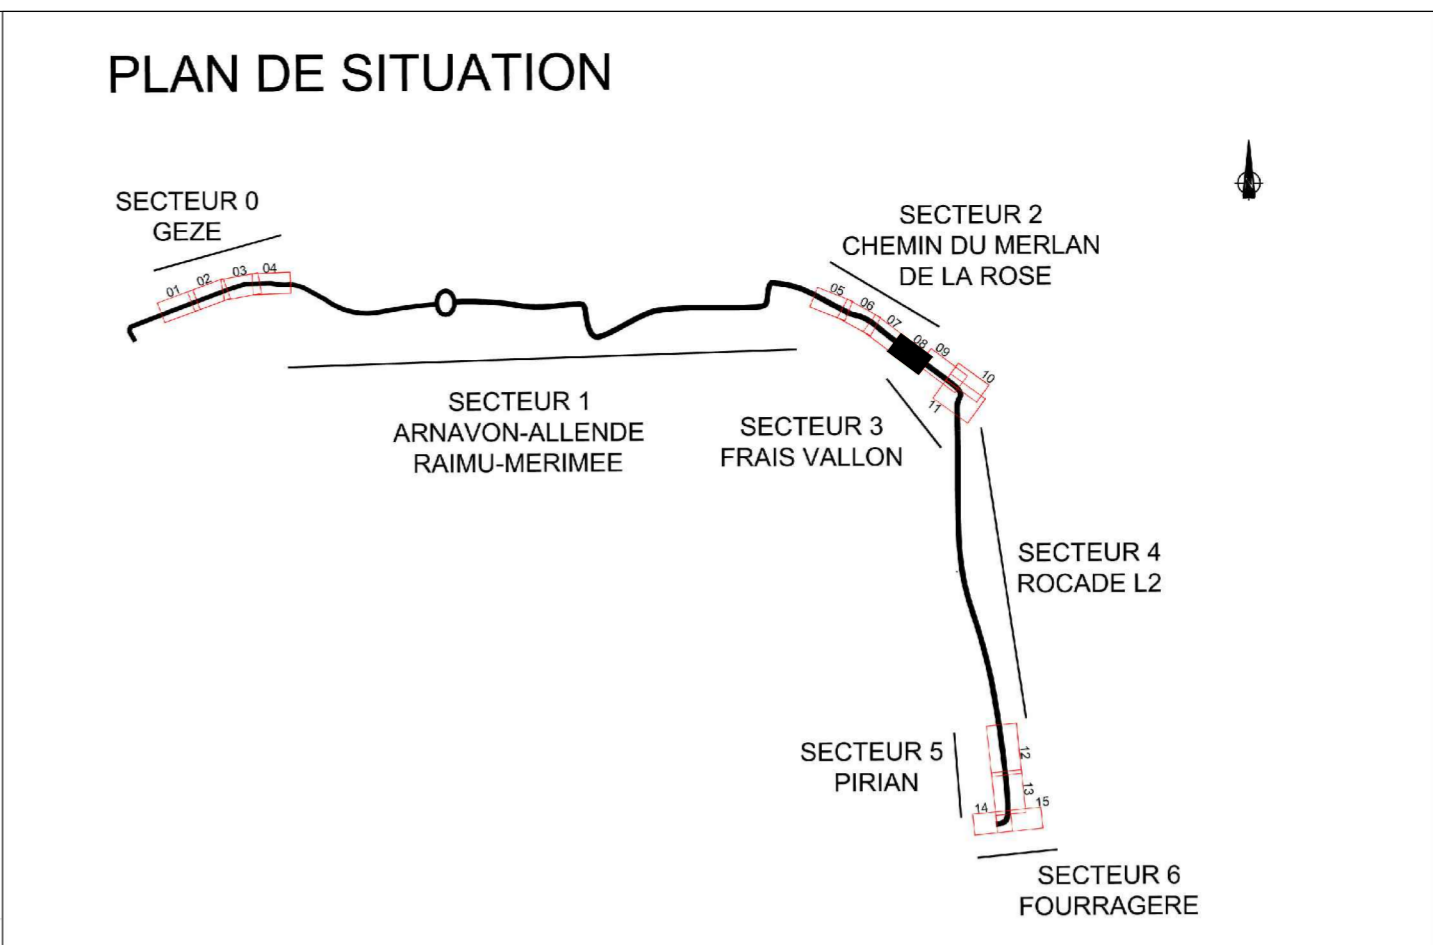 PLAN DE SITUATION
SECTEUR 0
GEZE
01
02
03
04
SECTEUR 1
ARNAVON-ALLENDE
RAIMU-MERIMEE
SECTEUR 2
CHEMIN DU MERLAN
DE LA ROSE
05
06
07
08
09
10
11
SECTEUR 3
FRAIS VALLON
SECTEUR 4
ROCADE L2
SECTEUR 5
PIRIAN
12
13
14
15
SECTEUR 6
FOURRAGERE